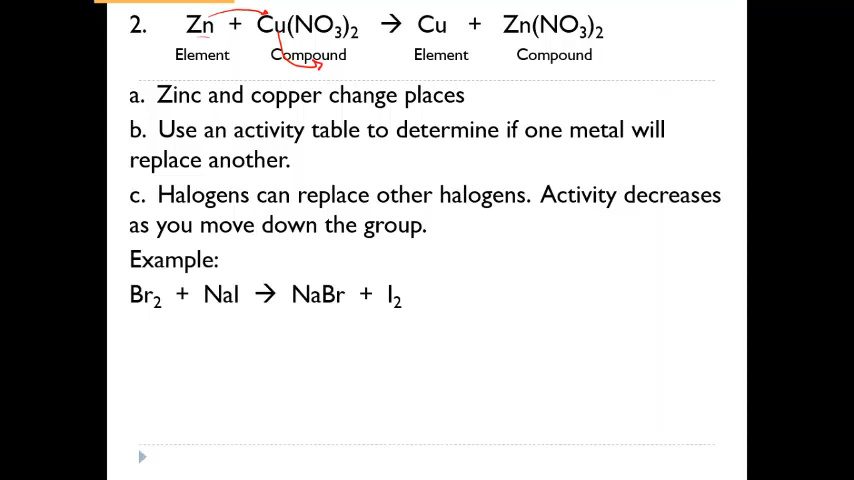 2. Zn + Cu(NO₃)₂ → Cu + Zn(NO₃)₂
Element Compound Element Compound
a. Zinc and copper change places
b. Use an activity table to determine if one metal will
replace another.
c. Halogens can replace other halogens. Activity decreases
as you move down the group.
Example:
Br₂ + NaI → NaBr + I₂